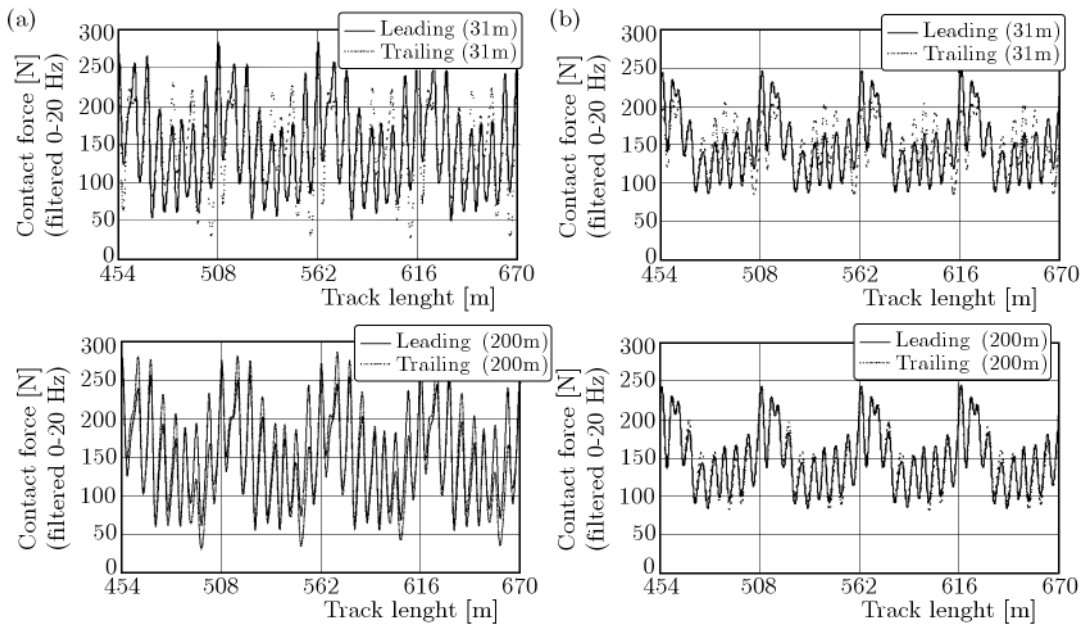 (a)
Leading (31m)
Trailing (31m)
Contact force [N]
(filtered 0-20 Hz)
300
250
200
150
100
50
0
454 508 562 616 670
Track lenght [m]
(b)
Leading (31m)
Trailing (31m)
Contact force [N]
(filtered 0-20 Hz)
300
250
200
150
100
50
0
454 508 562 616 670
Track lenght [m]
Leading (200m)
Trailing (200m)
Contact force [N]
(filtered 0-20 Hz)
300
250
200
150
100
50
0
454 508 562 616 670
Track lenght [m]
Leading (200m)
Trailing (200m)
Contact force [N]
(filtered 0-20 Hz)
300
250
200
150
100
50
0
454 508 562 616 670
Track lenght [m]